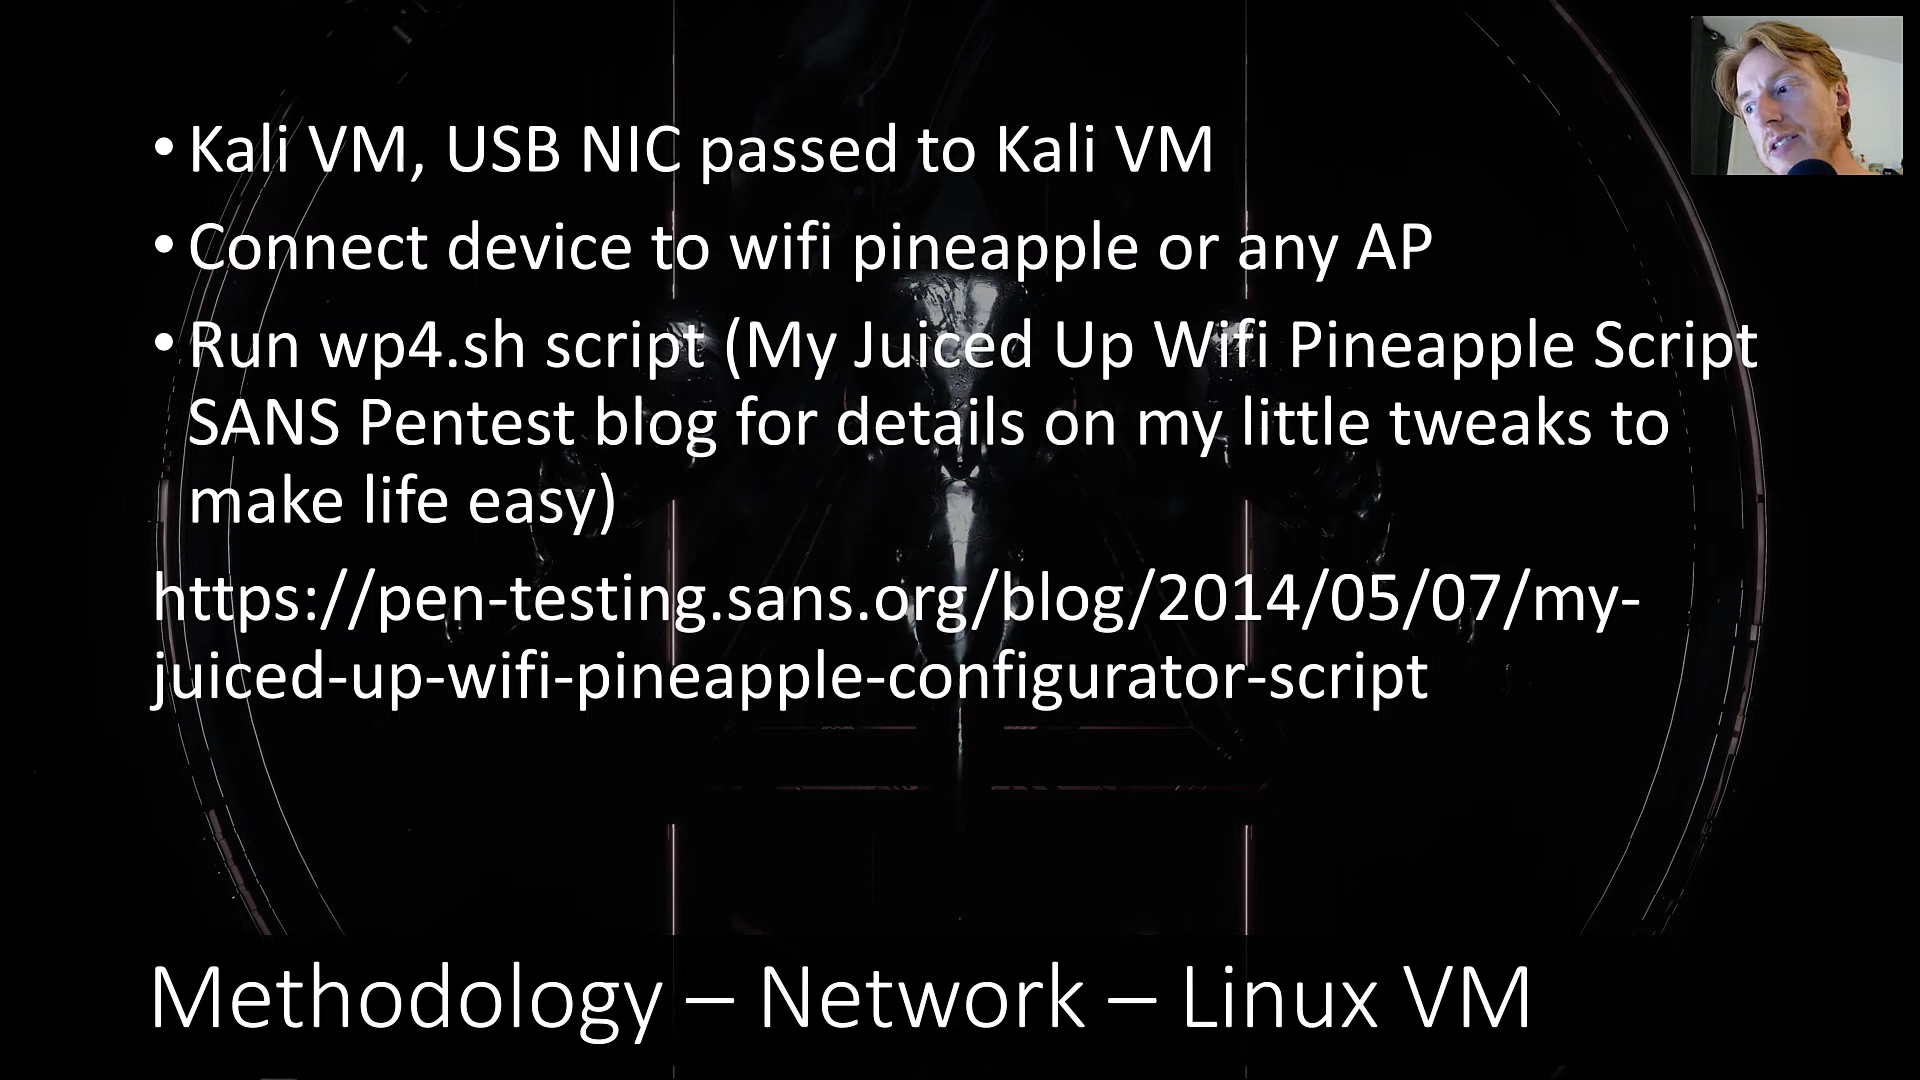 • Kali VM, USB NIC passed to Kali VM
• Connect device to wifi pineapple or any AP
• Run wp4.sh script (My Juiced Up Wifi Pineapple Script
SANS Pentest blog for details on my little tweaks to
make life easy)
https://pen-testing.sans.org/blog/2014/05/07/my-
juiced-up-wifi-pineapple-configurator-script
Methodology – Network – Linux VM